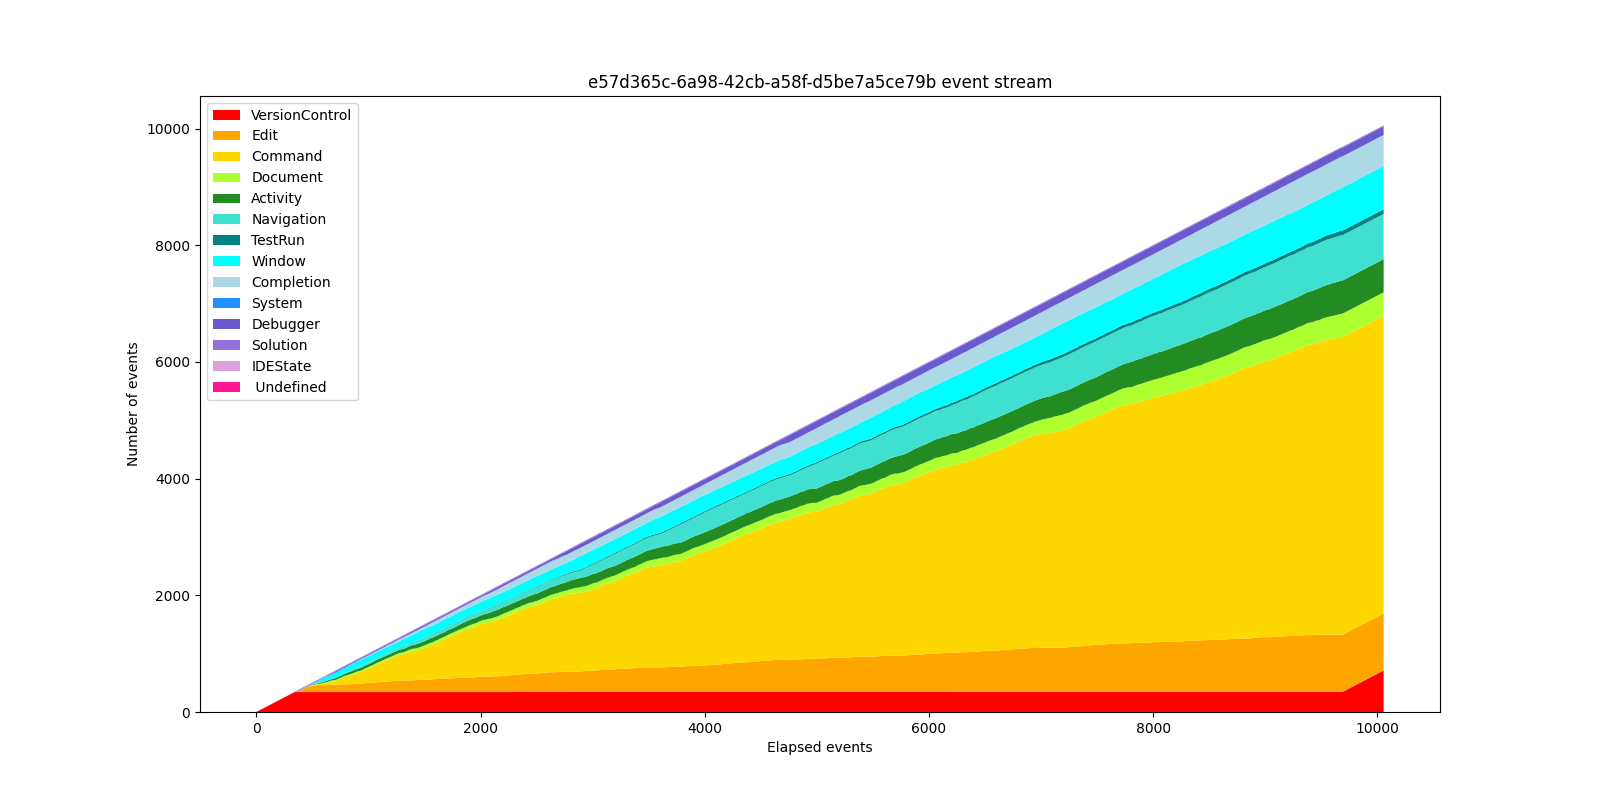 e57d365c-6a98-42cb-a58f-d5be7a5ce79b event stream
VersionControl
Edit
Command
Document
Activity
Navigation
TestRun
Window
Completion
System
Debugger
Solution
IDEState
Undefined
Number of events
10000
8000
6000
4000
2000
0
0 2000 4000 6000 8000 10000
Elapsed events